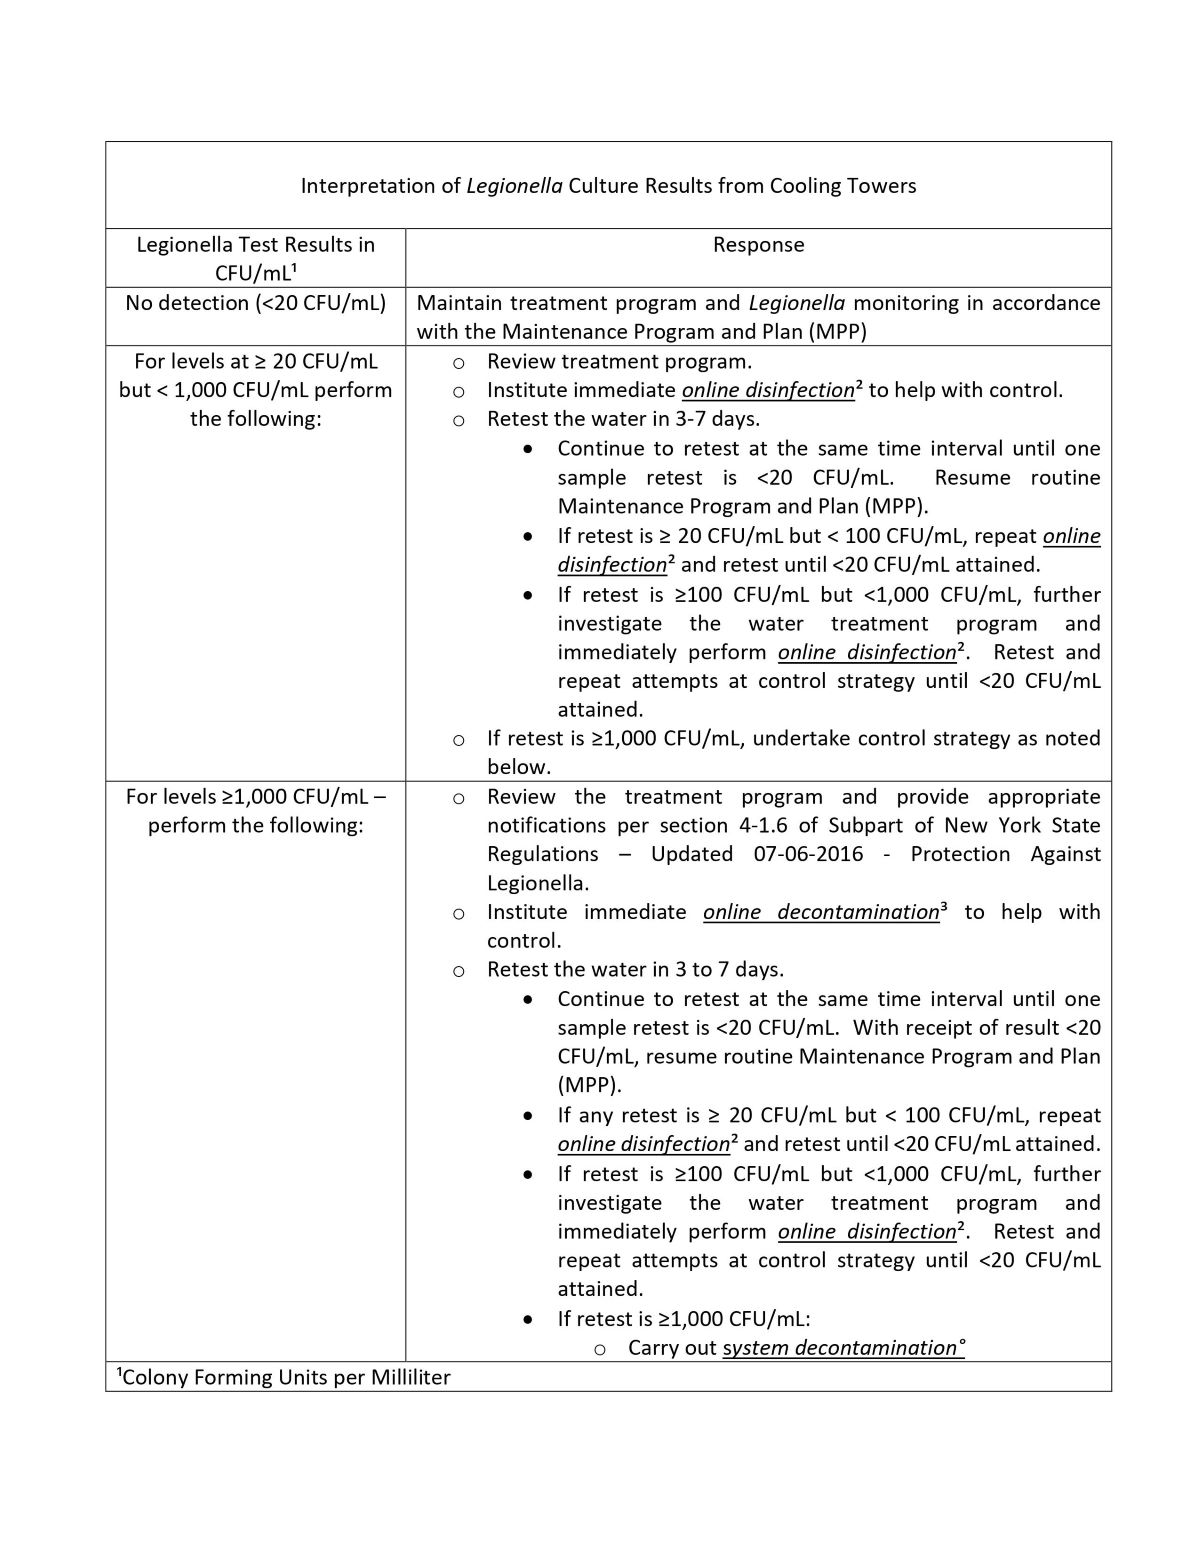 Interpretation of Legionella Culture Results from Cooling Towers
Legionella Test Results in
CFU/mL¹
Response
No detection (<20 CFU/mL)
Maintain treatment program and Legionella monitoring in accordance
with the Maintenance Program and Plan (MPP)
For levels at ≥ 20 CFU/mL
but < 1,000 CFU/mL perform
the following:
o Review treatment program.
o Institute immediate online disinfection² to help with control.
o Retest the water in 3-7 days.
• Continue to retest at the same time interval until one
sample retest is <20 CFU/mL. Resume routine
Maintenance Program and Plan (MPP).
• If retest is ≥ 20 CFU/mL but < 100 CFU/mL, repeat online
disinfection² and retest until <20 CFU/mL attained.
• If retest is ≥100 CFU/mL but <1,000 CFU/mL, further
investigate the water treatment program and
immediately perform online disinfection². Retest and
repeat attempts at control strategy until <20 CFU/mL
attained.
o If retest is ≥1,000 CFU/mL, undertake control strategy as noted
below.
For levels ≥1,000 CFU/mL –
perform the following:
o Review the treatment program and provide appropriate
notifications per section 4-1.6 of Subpart of New York State
Regulations – Updated 07-06-2016 - Protection Against
Legionella.
o Institute immediate online decontamination³ to help with
control.
o Retest the water in 3 to 7 days.
• Continue to retest at the same time interval until one
sample retest is <20 CFU/mL. With receipt of result <20
CFU/mL, resume routine Maintenance Program and Plan
(MPP).
• If any retest is ≥ 20 CFU/mL but < 100 CFU/mL, repeat
online disinfection² and retest until <20 CFU/mL attained.
• If retest is ≥100 CFU/mL but <1,000 CFU/mL, further
investigate the water treatment program and
immediately perform online disinfection². Retest and
repeat attempts at control strategy until <20 CFU/mL
attained.
• If retest is ≥1,000 CFU/mL:
o Carry out system decontamination°
¹Colony Forming Units per Milliliter